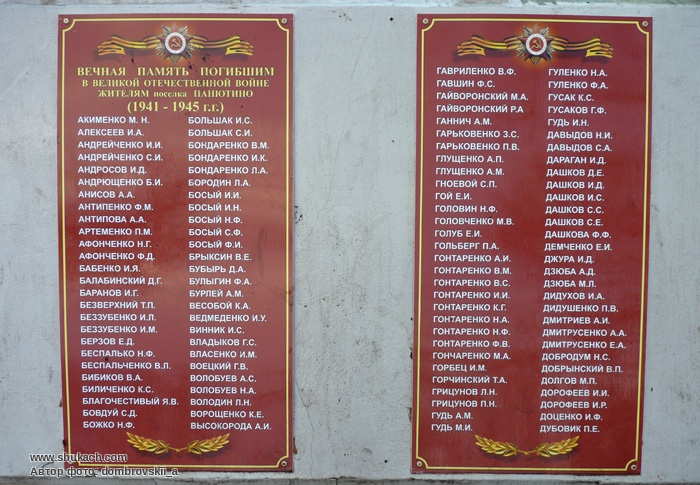 ВЕЧНАЯ ПАМЯТЬ ПОГИБШИМ
В ВЕЛИКОЙ ОТЕЧЕСТВЕННОЙ ВОЙНЕ
ЖИТЕЛЯМ поселка ПАНЮТИНО
(1941 - 1945 г.г.)
АКИМЕНКО М. Н.
АЛЕКСЕЕВ И.А.
АНДРЕЙЧЕНКО И.И.
АНДРЕЙЧЕНКО С.И.
АНДРОСОВ И.Д.
АНДРЮЩЕНКО Б.И.
АНИСОВ А.А.
АНТИПЕНКО Ф.М.
АНТИПОВА А.А.
АРТЕМЕНКО П.М.
АФОНЧЕНКО Н.Г.
АФОНЧЕНКО Ф.Д.
БАБЕНКО И.Я.
БАЛАБИНСКИЙ Д.Г.
БАРАНОВ И.Г.
БЕЗВЕРХНИЙ Т.П.
БЕЗЗУБЕНКО И.Л.
БЕЗЗУБЕНКО И.М.
БЕРЗОВ Е.Д.
БЕСПАЛЬКО Н.Ф.
БЕСПАЛЬЧЕНКО В.П.
БИБИКОВ В.А.
БИЛИЧЕНКО К.С.
БЛАГОЧЕСТИВЫЙ Я.В.
БОВДУЙ С.Д.
БОЖКО Н.Ф.
БОЛЬШАК И.С.
БОЛЬШАК С.И.
БОНДАРЕНКО В.М.
БОНДАРЕНКО И.К.
БОНДАРЕНКО Л.А.
БОРОДИН Л.А.
БОСЫЙ И.И.
БОСЫЙ И.Н.
БОСЫЙ Н.Ф.
БОСЫЙ С.Ф.
БОСЫЙ Ф.И.
БРЫКСИН В.Е.
БУБЫРЬ Д.А.
БУЛЫГИН Ф.А.
БУРЛЕЙ А.М.
ВЕСОБОЙ К.А.
ВЕДМЕДЕНКО И.У.
ВИННИК И.С.
ВЛАДЫКОВ Г.С.
ВЛАСЕНКО И.М.
ВОЕЦКИЙ Г.В.
ВОЛОБУЕВ А.С.
ВОЛОБУЕВ Н.А.
ВОЛОДИН Л.Н.
ВОРОЩЕНКО К.Е.
ВЫСОКОРОДА А.И.
ГАВРИЛЕНКО В.Ф.
ГАВШИН Ф.С.
ГАЙВОРОНСКИЙ М.А.
ГАЙВОРОНСКИЙ Р.А
ГАННИЧ А.М.
ГАРЬКОВЕНКО З.С.
ГАРЬКОВЕНКО П.В.
ГЛУЩЕНКО А.П.
ГЛУЩЕНКО А.М.
ГНОЕВОЙ С.П.
ГОЙ Е.И.
ГОЛОВИН Н.Ф.
ГОЛОВЧЕНКО М.В.
ГОЛУБ Е.И.
ГОЛЬБЕРГ П.А.
ГОНТАРЕНКО А.И.
ГОНТАРЕНКО В.М.
ГОНТАРЕНКО В.С.
ГОНТАРЕНКО И.И.
ГОНТАРЕНКО К.Г.
ГОНТАРЕНКО Н.А.
ГОНТАРЕНКО Н.Ф.
ГОНТАРЕНКО Ф.В.
ГОНЧАРЕНКО М.А.
ГОРБЕЦ И.М.
ГОРЧИНСКИЙ Т.А.
ГРИЦУНОВ Л.Н.
ГРИЦУНОВ П.Н.
ГУДЬ А.М.
ГУДЬ М.И.
ГУЛЕНКО Н.А.
ГУЛЕНКО Ф.А.
ГУСАК К.С.
ГУСАКОВ Г.Ф.
ГУДЬ И.Н.
ДАВЫДОВ Н.И.
ДАВЫДОВ С.А.
ДАРАГАН И.Д.
ДАШКОВ Д.Е.
ДАШКОВ И.Д.
ДАШКОВ И.С.
ДАШКОВ С.С.
ДАШКОВ С.Е.
ДАШКОВА Ф.Ф.
ДЕМЧЕНКО Е.И.
ДЖУРА И.Д.
ДЗЮБА А.Д.
ДЗЮБА М.Л.
ДИДУХОВ И.А.
ДИДУШЕНКО П.В.
ДМИТРИЕВ А.И.
ДМИТРУСЕНКО А.А.
ДМИТРУСЕНКО Е.А.
ДОБРОДУМ Н.С.
ДОБРЫНСКИЙ В.П.
ДОЛГОВ М.П.
ДОРОФЕЕВ И.И.
ДОРОФЕЕВ И.Р.
ДОЦЕНКО И.Ф.
ДУБОВИК П.Е.
www.shukach.com
Автор фото: dombrovskii_a